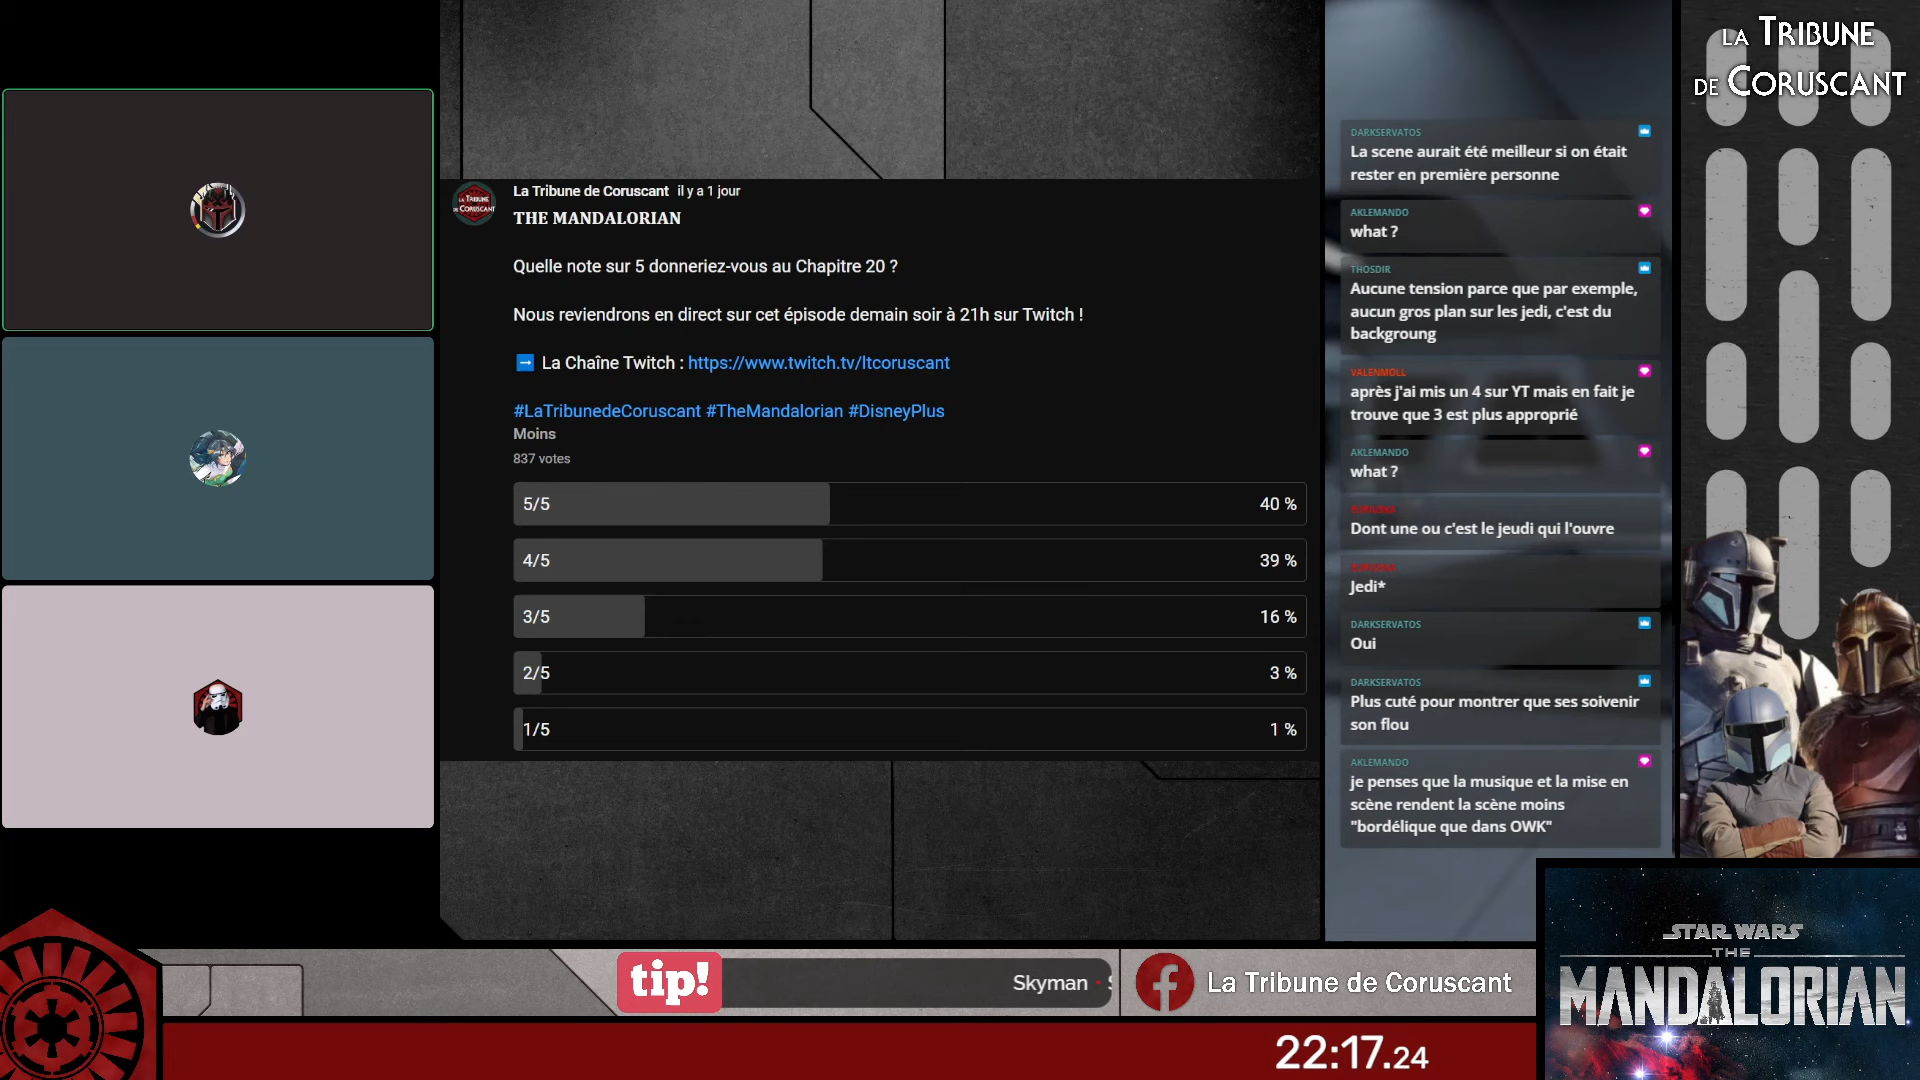 LA TRIBUNE
DE CORUSCANT
La Tribune de Coruscant il y a 1 jour
THE MANDALORIAN
Quelle note sur 5 donneriez-vous au Chapitre 20 ?
Nous reviendrons en direct sur cet épisode demain soir à 21h sur Twitch !
La Chaîne Twitch : https://www.twitch.tv/ltcoruscant
#LaTribunedeCoruscant #TheMandalorian #DisneyPlus
Moins
837 votes
5/5 40 %
4/5 39 %
3/5 16 %
2/5 3 %
1/5 1 %
DARKSERVATOS
La scene aurait été meilleur si on était
rester en première personne
AKLEMANDO
what ?
THOSDIR
Aucune tension parce que par exemple,
aucun gros plan sur les jedi, c'est du
backgroung
VALENMOLL
après j'ai mis un 4 sur YT mais en fait je
trouve que 3 est plus approprié
AKLEMANDO
what ?
Dont une ou c'est le jeudi qui l'ouvre
Jedi*
DARKSERVATOS
Oui
DARKSERVATOS
Plus cuté pour montrer que ses soivenir
son flou
AKLEMANDO
je penses que la musique et la mise en
scène rendent la scène moins
"bordélique que dans OWK"
tip!
Skyman
La Tribune de Coruscant
22:17.24
STAR WARS
THE
MANDALORIAN